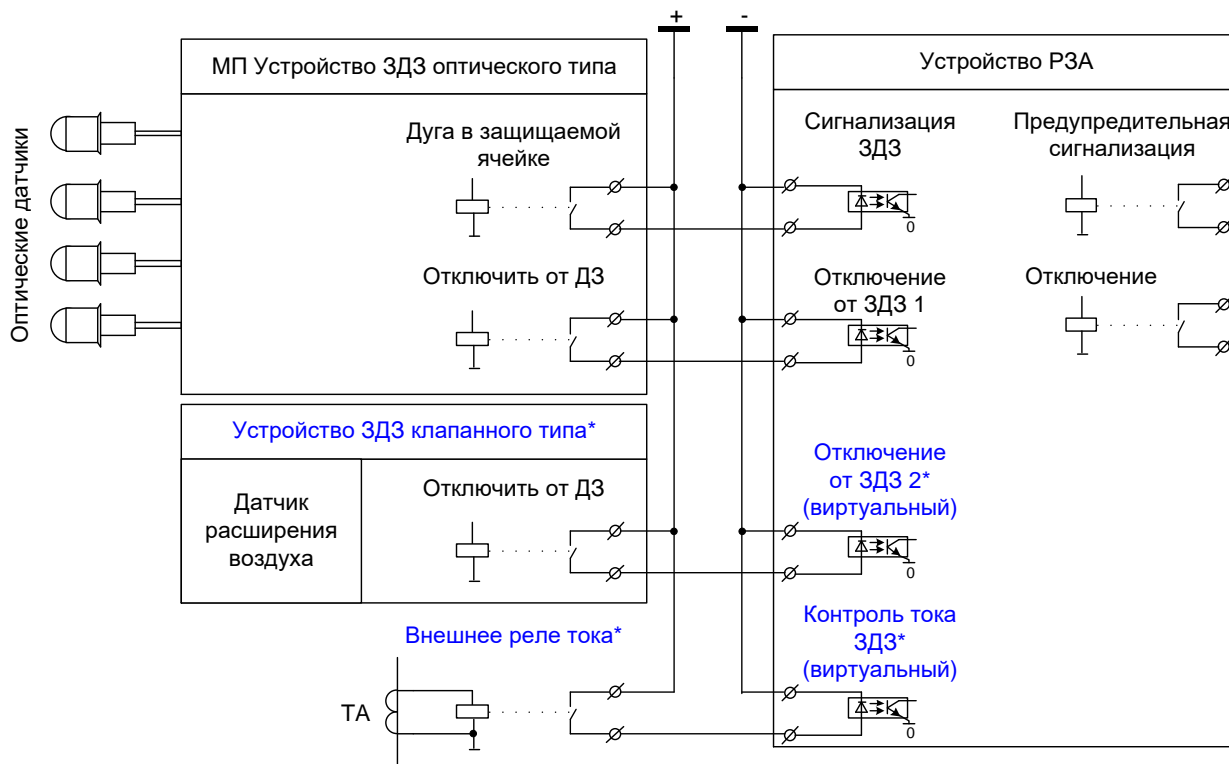 +
-
МП Устройство ЗДЗ оптического типа
Устройство РЗА
Оптические датчики
Дуга в защищаемой
ячейке
Сигнализация
ЗДЗ
0
Предупредительная
сигнализация
Отключить от ДЗ
Отключение
от ЗДЗ 1
0
Отключение
Устройство ЗДЗ клапанного типа*
Датчик
расширения
воздуха
Отключить от ДЗ
Отключение
от ЗДЗ 2*
(виртуальный)
0
Внешнее реле тока*
ТА
Контроль тока
ЗДЗ*
(виртуальный)
0